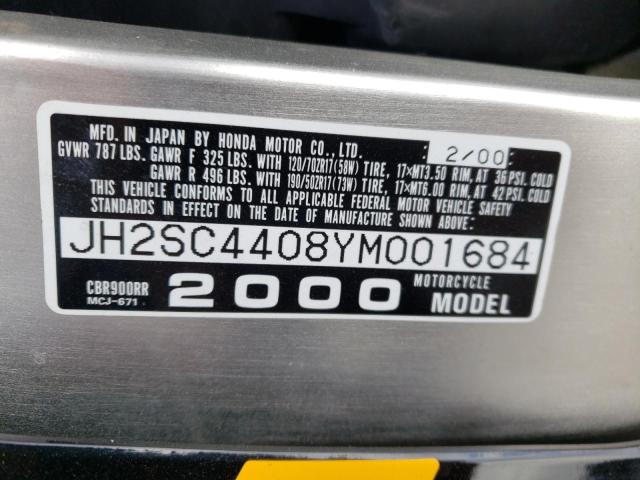 MFD. IN JAPAN BY HONDA MOTOR CO., LTD. 2/00
GVWR 787 LBS. GAWR F 325 LBS. WITH 120/70ZR17(58W) TIRE, 17×MT3.50 RIM, AT 36 PSI. COLD
GAWR R 496 LBS. WITH 190/50ZR17(73W) TIRE, 17×MT6.00 RIM, AT 42 PSI. COLD
THIS VEHICLE CONFORMS TO ALL APPLICABLE FEDERAL MOTOR VEHICLE SAFETY
STANDARDS IN EFFECT ON THE DATE OF MANUFACTURE SHOWN ABOVE.
JH2SC4408YM001684
CBR900RR 2000 MOTORCYCLE
MCJ-671 MODEL